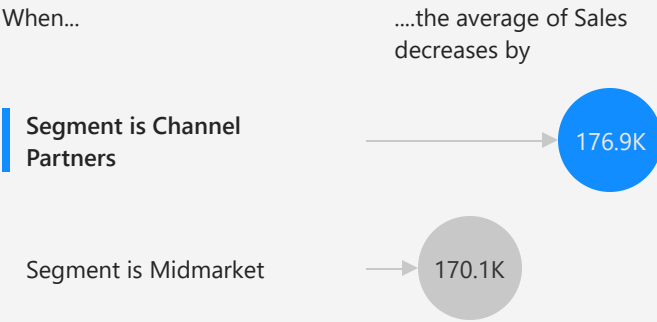 When...
....the average of Sales
decreases by
Segment is Channel
Partners
176.9K
Segment is Midmarket
170.1K